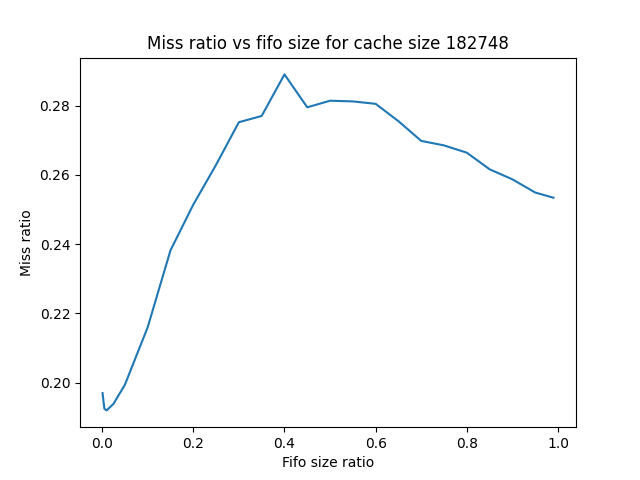 Miss ratio vs fifo size for cache size 182748
0.28
0.26
0.24
0.22
0.20
Miss ratio
0.0 0.2 0.4 0.6 0.8 1.0
Fifo size ratio